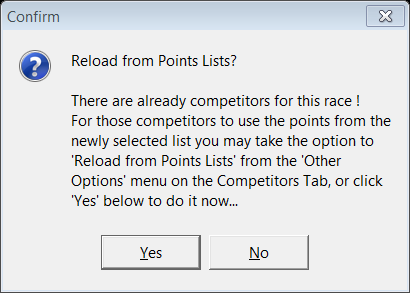 Confirm
Reload from Points Lists?
There are already competitors for this race !
For those competitors to use the points from the
newly selected list you may take the option to
'Reload from Points Lists' from the 'Other
Options' menu on the Competitors Tab, or click
'Yes' below to do it now...
Yes
No